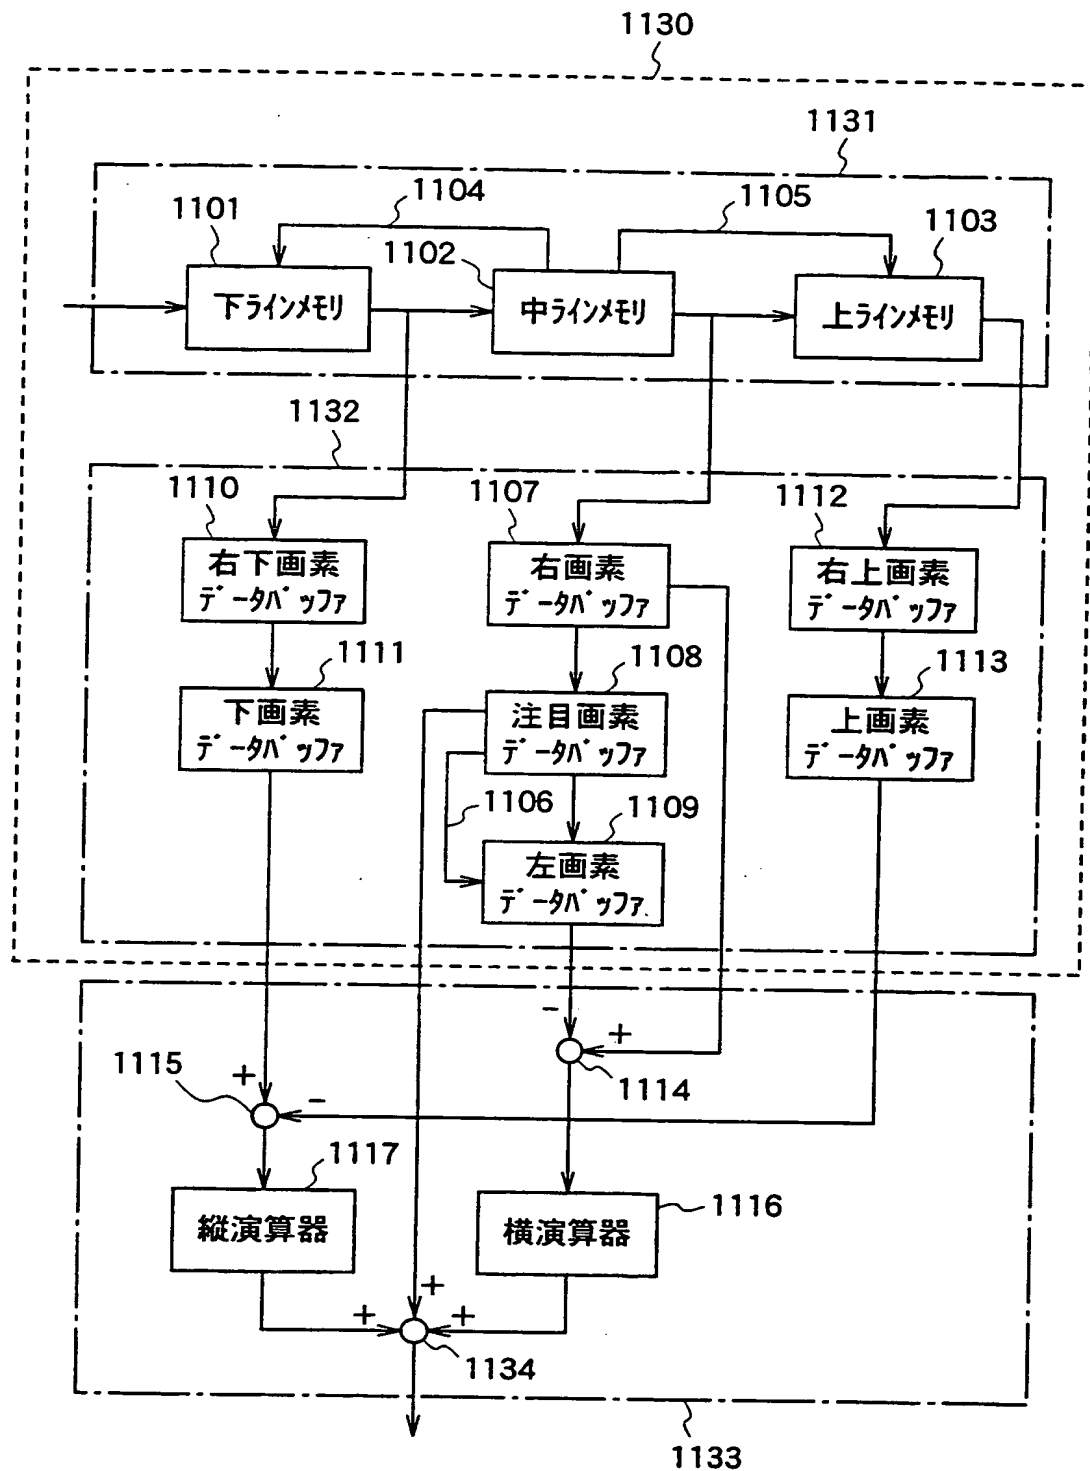 1130
1131
1101
1104
1102
1105
1103
下ラインメモリ
中ラインメモリ
上ラインメモリ
1132
1110
1107
1112
右下画素
データバッファ
右画素
データバッファ
右上画素
データバッファ
1111
1108
1113
下画素
データバッファ
注目画素
データバッファ
上画素
データバッファ
1106
1109
左画素
データバッファ
-
+
1114
1115
+
-
1117
1116
縦演算器
横演算器
+
+
+
1134
1133